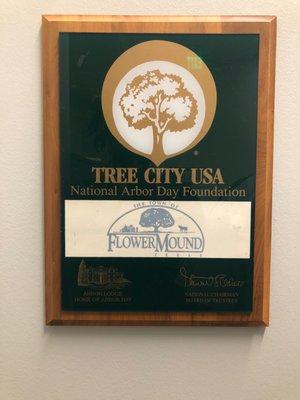 TREE CITY USA
®
National Arbor Day Foundation
THE TOWN OF
FLOWER MOUND
TEXAS
ARBOR LODGE
HOME OF ARBOR DAY
NATIONAL CHAIRMAN
BOARD OF TRUSTEES